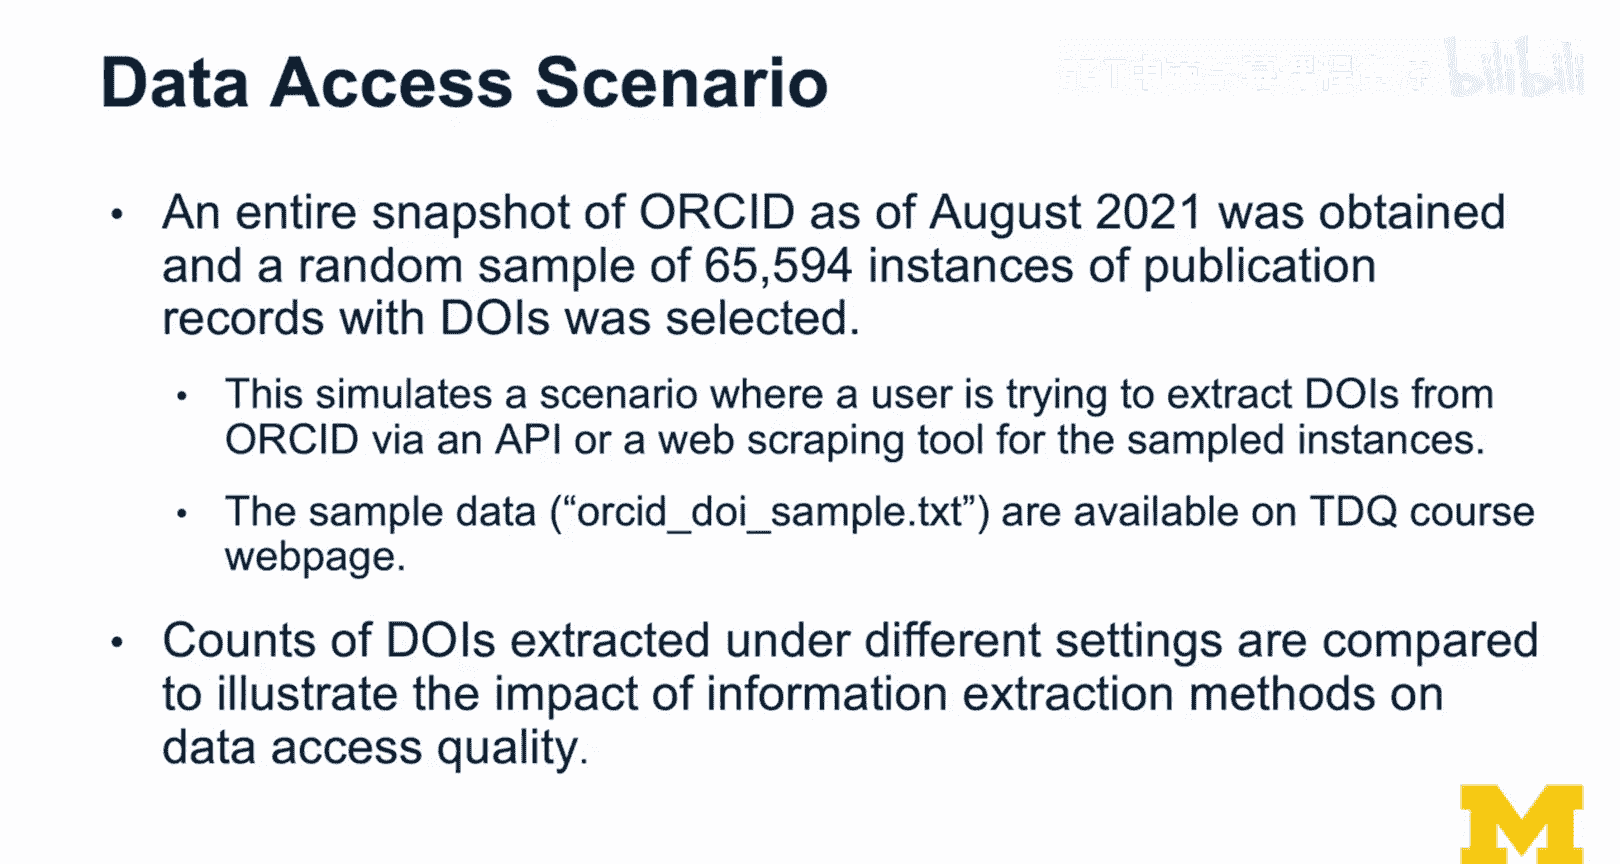 Data Access Scenario
bilibili
• An entire snapshot of ORCID as of August 2021 was obtained
and a random sample of 65,594 instances of publication
records with DOIs was selected.
• This simulates a scenario where a user is trying to extract DOIs from
ORCID via an API or a web scraping tool for the sampled instances.
• The sample data (“orcid_doi_sample.txt”) are available on TDQ course
webpage.
• Counts of DOIs extracted under different settings are compared
to illustrate the impact of information extraction methods on
data access quality.
M